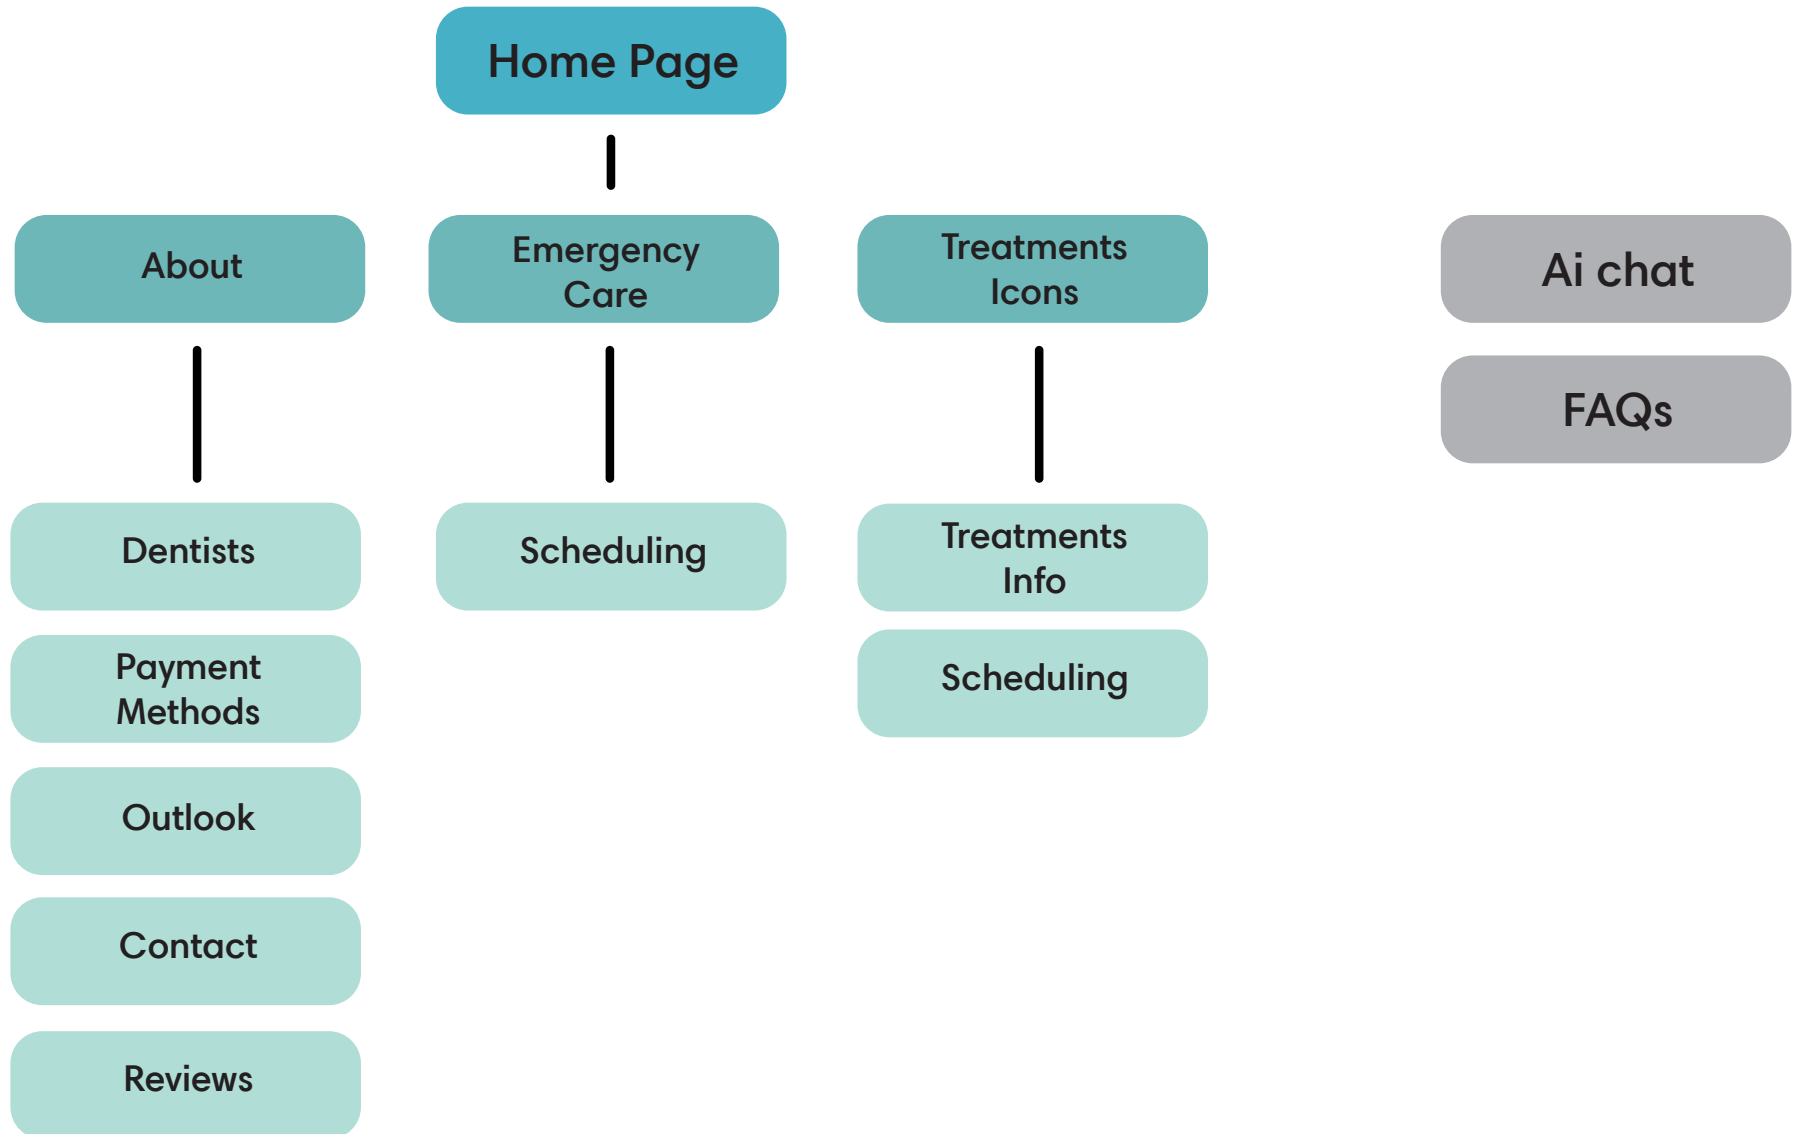 Home Page
About
Emergency
Care
Treatments
Icons
Ai chat
FAQs
Dentists
Scheduling
Treatments
Info
Payment
Methods
Scheduling
Outlook
Contact
Reviews